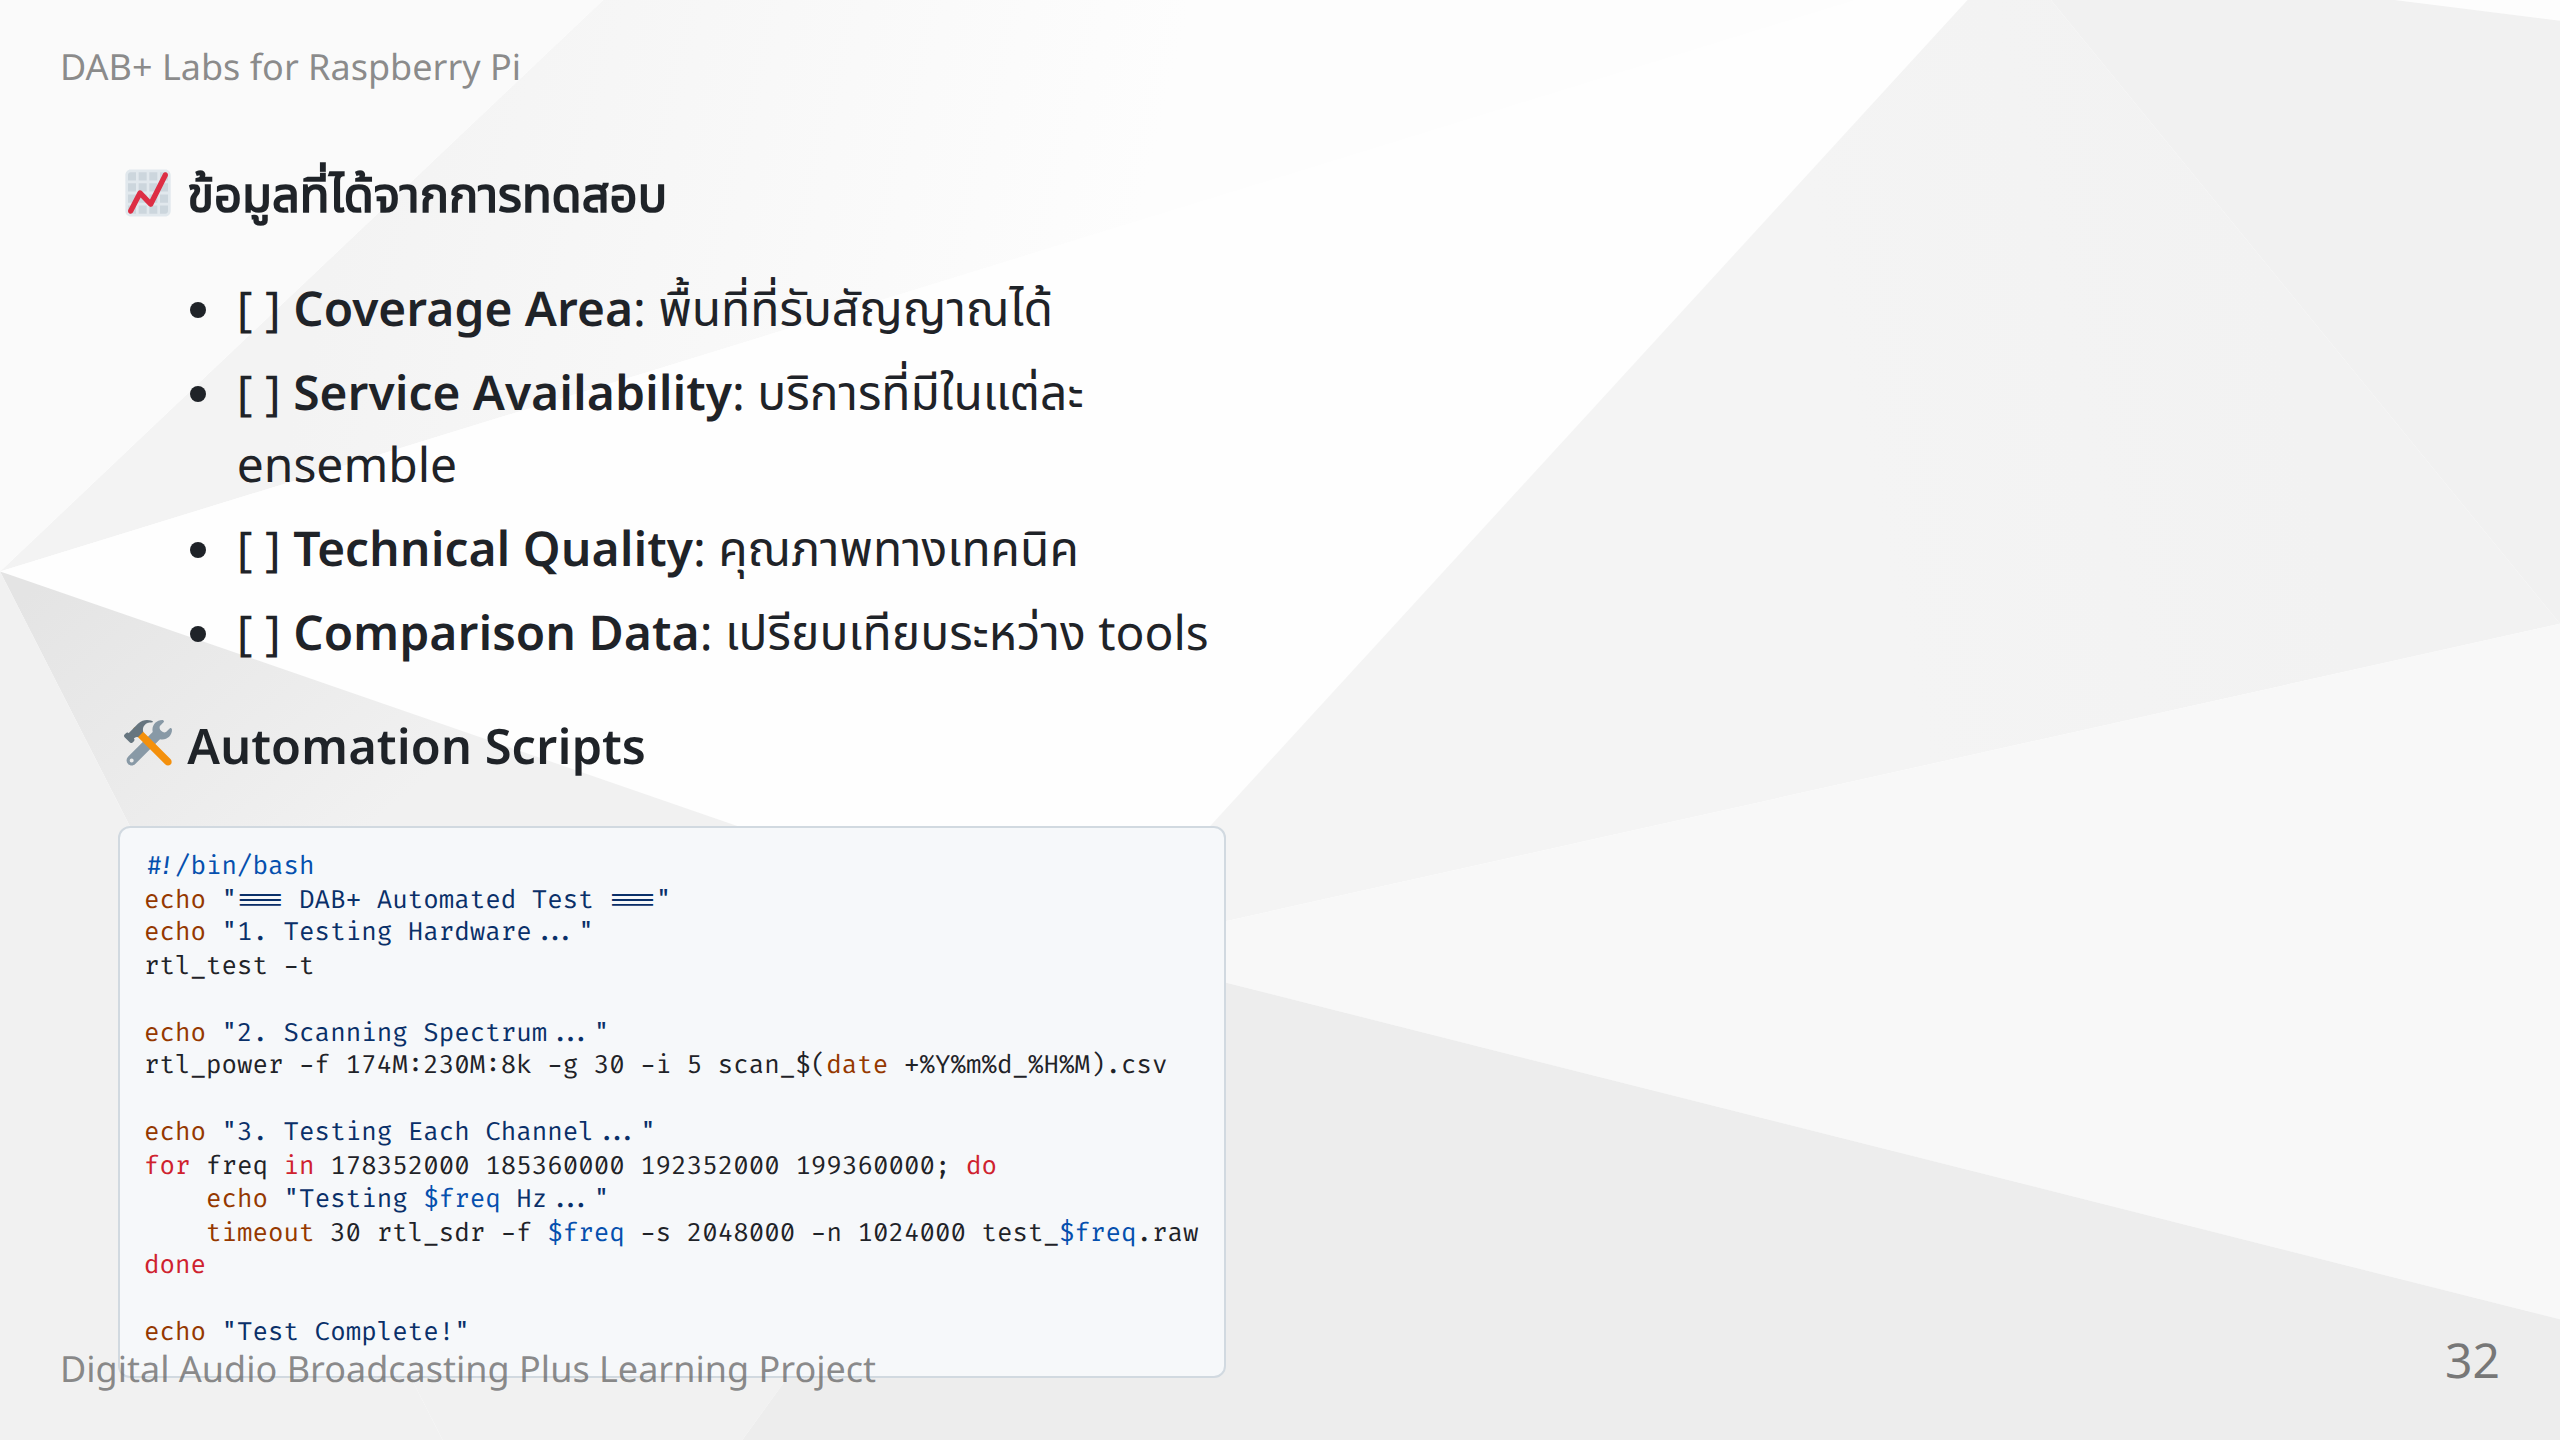 DAB+ Labs for Raspberry Pi
📈 ข้อมูลที่ได้จากการทดสอบ
• [ ] Coverage Area: พื้นที่ที่รับสัญญาณได้
• [ ] Service Availability: บริการที่มีในแต่ละ
ensemble
• [ ] Technical Quality: คุณภาพทางเทคนิค
• [ ] Comparison Data: เปรียบเทียบระหว่าง tools
🛠️ Automation Scripts
#!/bin/bash
echo "=== DAB+ Automated Test ==="
echo "1. Testing Hardware..."
rtl_test -t
echo "2. Scanning Spectrum..."
rtl_power -f 174M:230M:8k -g 30 -i 5 scan_$(date +%Y%m%d_%H%M).csv
echo "3. Testing Each Channel..."
for freq in 178352000 185360000 192352000 199360000; do
    echo "Testing $freq Hz..."
    timeout 30 rtl_sdr -f $freq -s 2048000 -n 1024000 test_$freq.raw
done
echo "Test Complete!"
Digital Audio Broadcasting Plus Learning Project
32